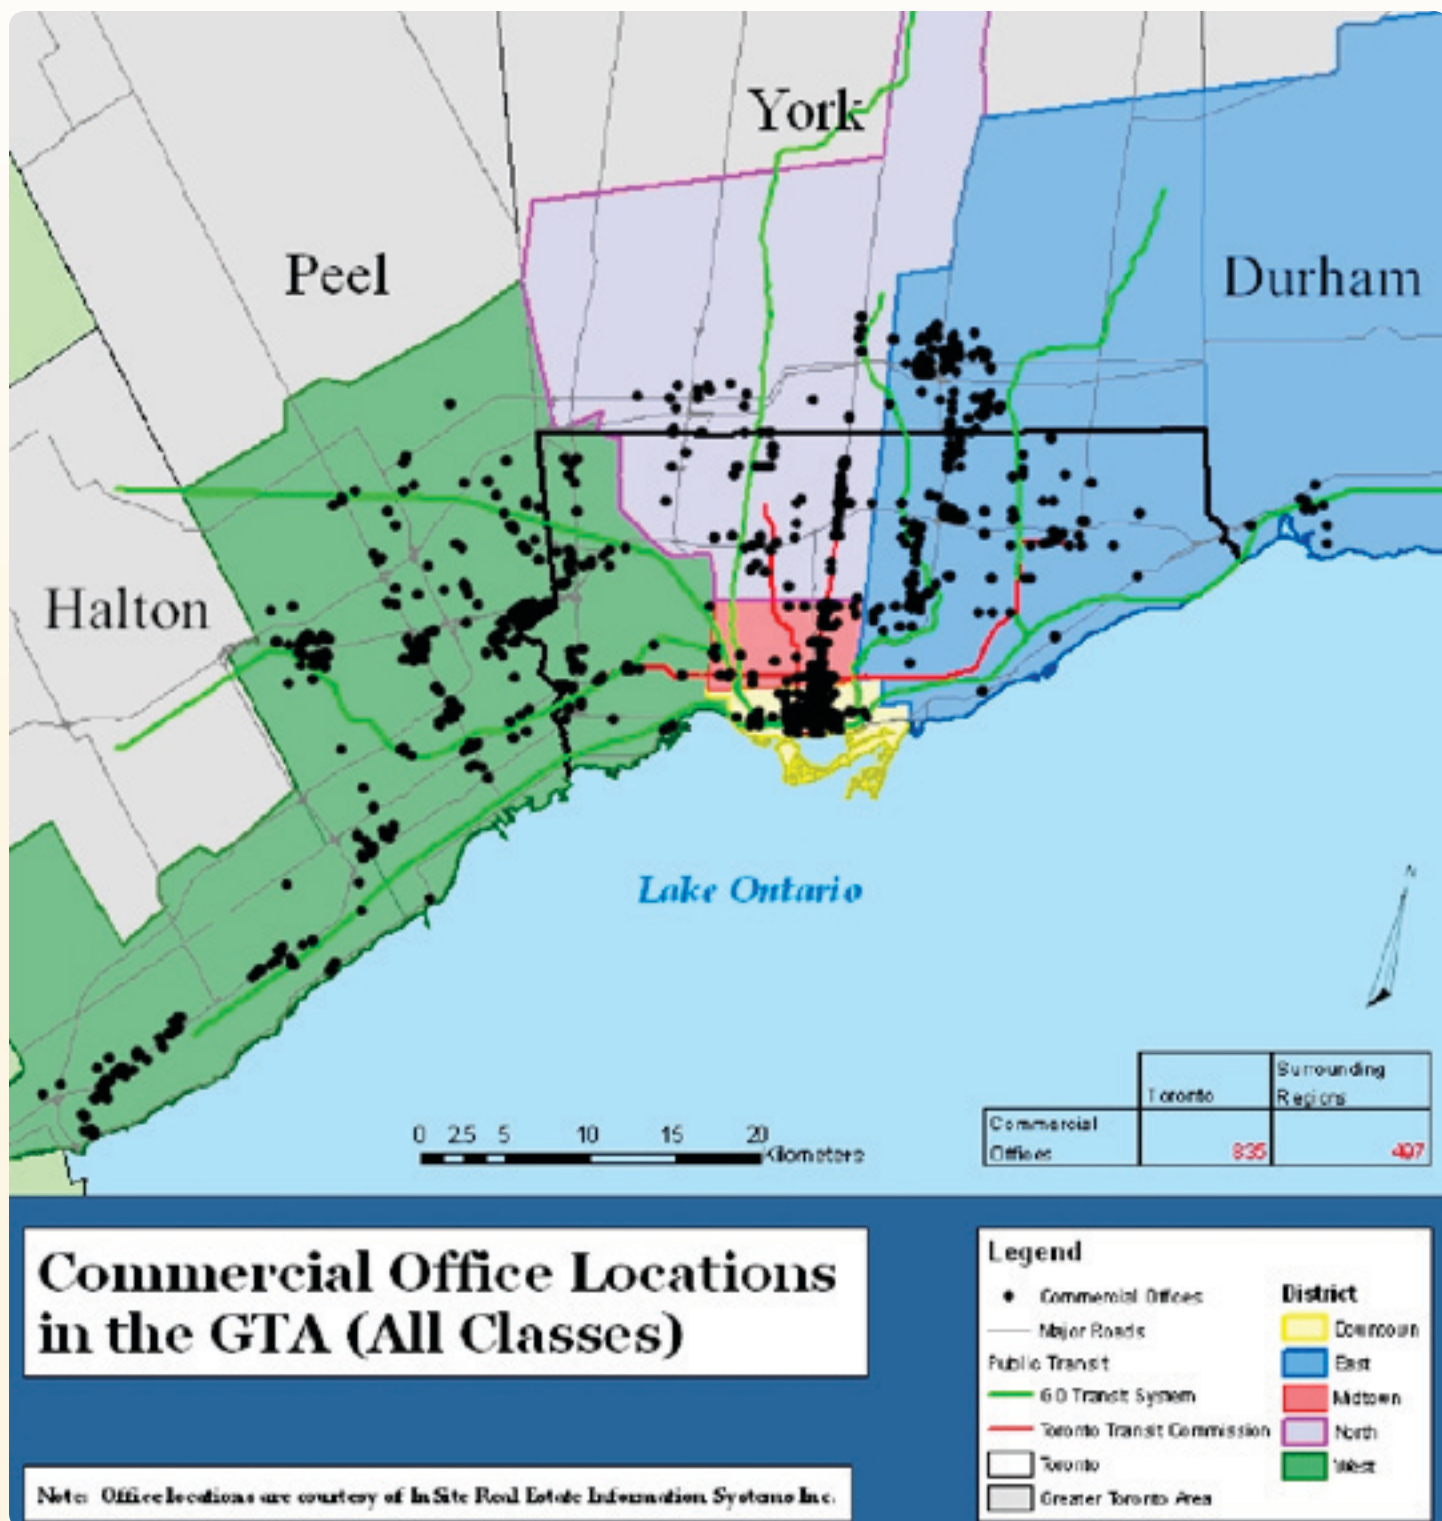 York
Peel
Durham
Halton
Lake Ontario
N
0 2.5 5 10 15 20
Kilometers
Toronto
Surrounding
Regions
Commercial
Offices
835
497
Commercial Office Locations
in the GTA (All Classes)
Note: Office locations are courtesy of InSite Real Estate Information Systems Inc.
Legend
Commercial Offices
Major Roads
Public Transit
GO Transit System
Toronto Transit Commission
Toronto
Greater Toronto Area
District
Downtown
East
Midtown
North
West